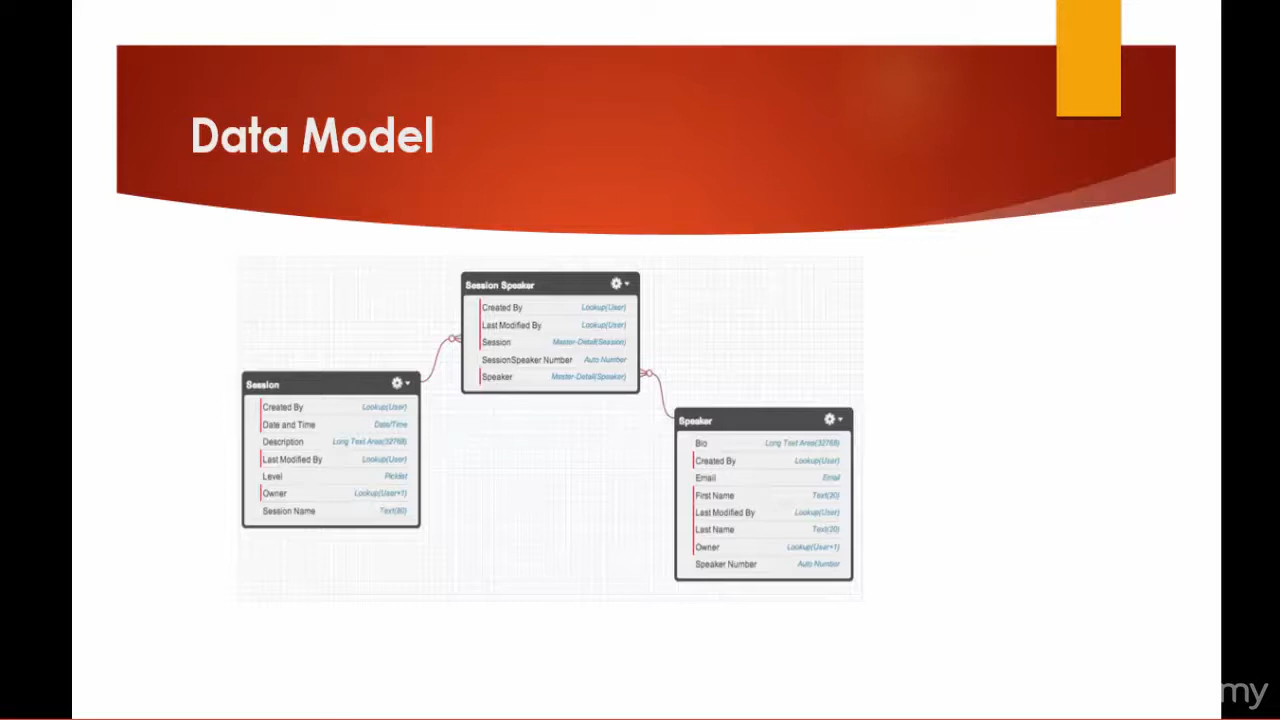 Data Model
Session Speaker
Created By Lookup(User)
Last Modified By Lookup(User)
Session Master-Detail(Session)
SessionSpeaker Number Auto Number
Speaker Master-Detail(Speaker)
Session
Created By Lookup(User)
Date and Time Date/Time
Description Long Text Area(32768)
Last Modified By Lookup(User)
Level Picklist
Owner Lookup(User+1)
Session Name Text(80)
Speaker
Bio Long Text Area(32768)
Created By Lookup(User)
Email Email
First Name Text(20)
Last Modified By Lookup(User)
Last Name Text(20)
Owner Lookup(User+1)
Speaker Number Auto Number
my